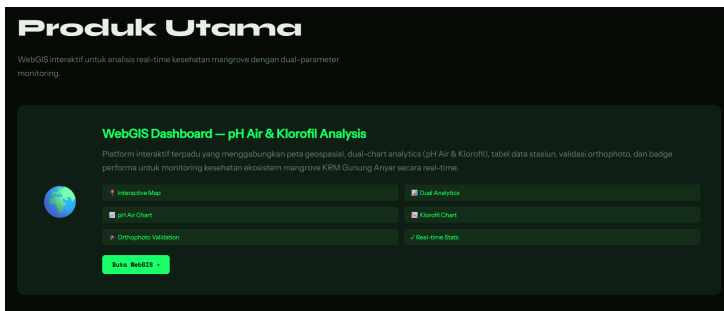 Produk Utama
WebGIS interaktif untuk analisis real-time kesehatan mangrove dengan dual-parameter
monitoring.
WebGIS Dashboard — pH Air & Klorofil Analysis
Platform interaktif terpadu yang menggabungkan peta geospasial, dual-chart analytics (pH Air & Klorofil), tabel data stasiun, validasi orthophoto, dan badge
performa untuk monitoring kesehatan ekosistem mangrove KRM Gunung Anyar secara real-time.
📍 Interactive Map
📊 Dual Analytics
📈 pH Air Chart
📉 Klorofil Chart
Orthophoto Validation
✓ Real-time Stats
Buka WebGIS →